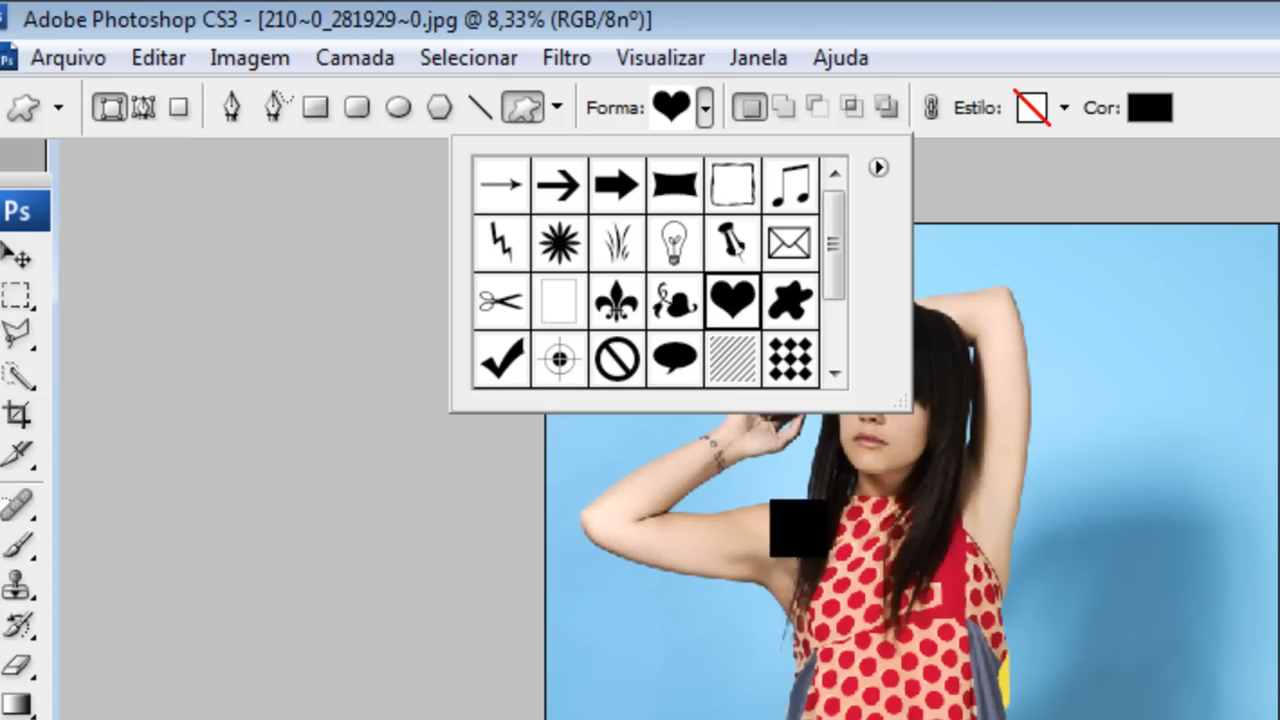 Adobe Photoshop CS3 - [210~0_281929~0.jpg @ 8,33% (RGB/8nº)]
Arquivo Editar Imagem Camada Selecionar Filtro Visualizar Janela Ajuda
Forma: Estilo: Cor:
Ps